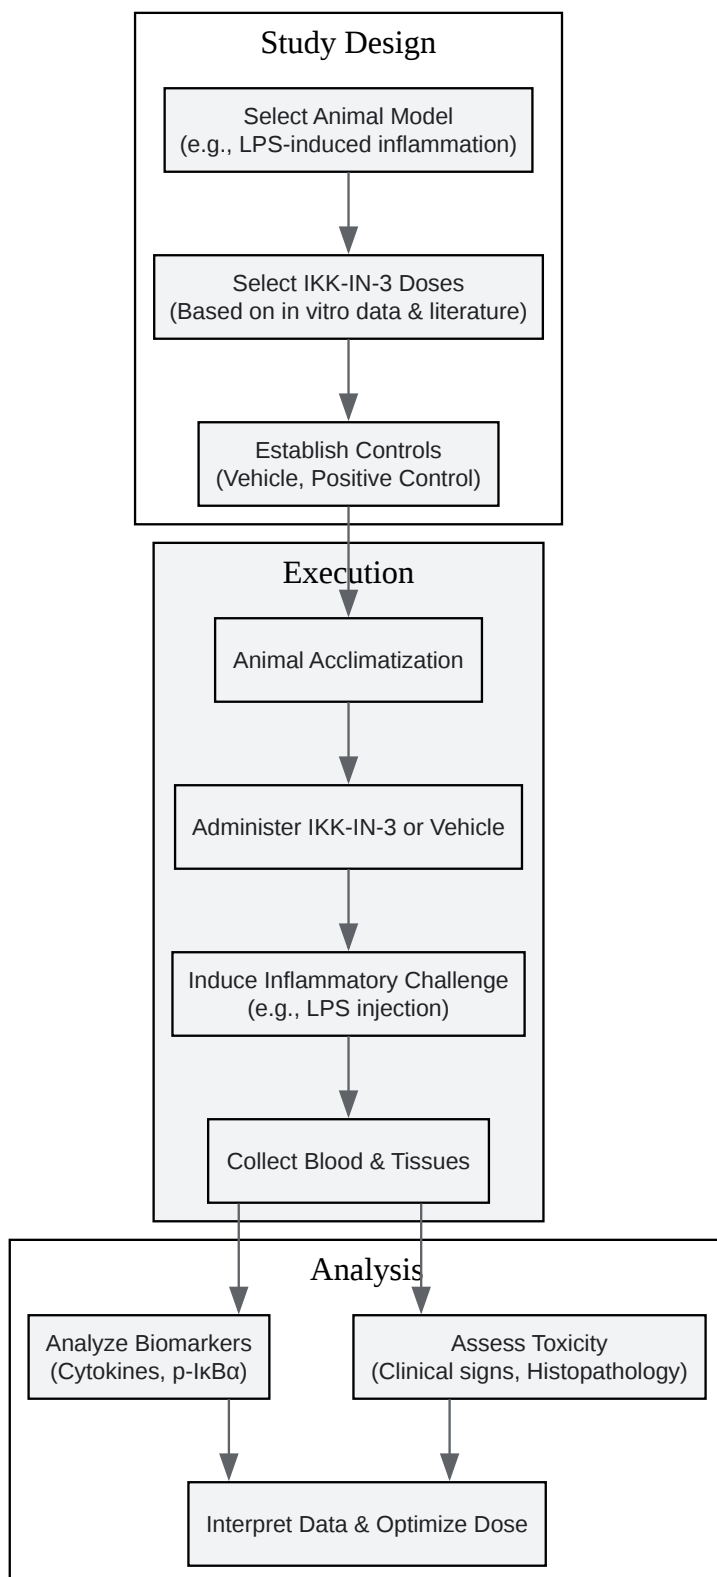 Study Design
Select Animal Model
(e.g., LPS-induced inflammation)
Select IKK-IN-3 Doses
(Based on in vitro data & literature)
Establish Controls
(Vehicle, Positive Control)
Execution
Animal Acclimatization
Administer IKK-IN-3 or Vehicle
Induce Inflammatory Challenge
(e.g., LPS injection)
Collect Blood & Tissues
Analysis
Analyze Biomarkers
(Cytokines, p-IκBα)
Assess Toxicity
(Clinical signs, Histopathology)
Interpret Data & Optimize Dose